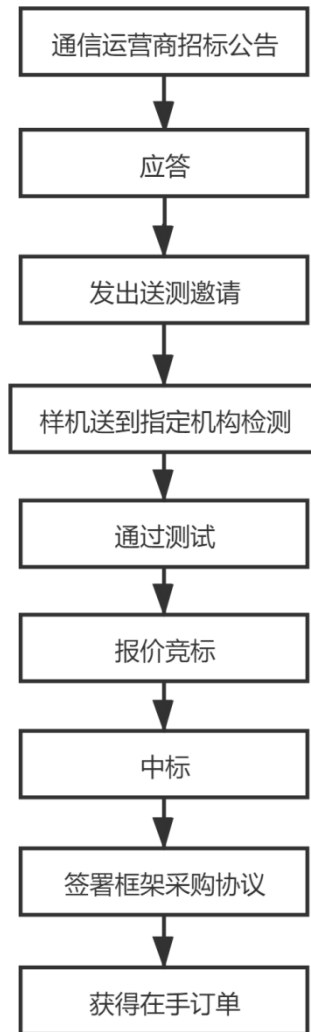 通信运营商招标公告
应答
发出送测邀请
样机送到指定机构检测
通过测试
报价竞标
中标
签署框架采购协议
获得在手订单